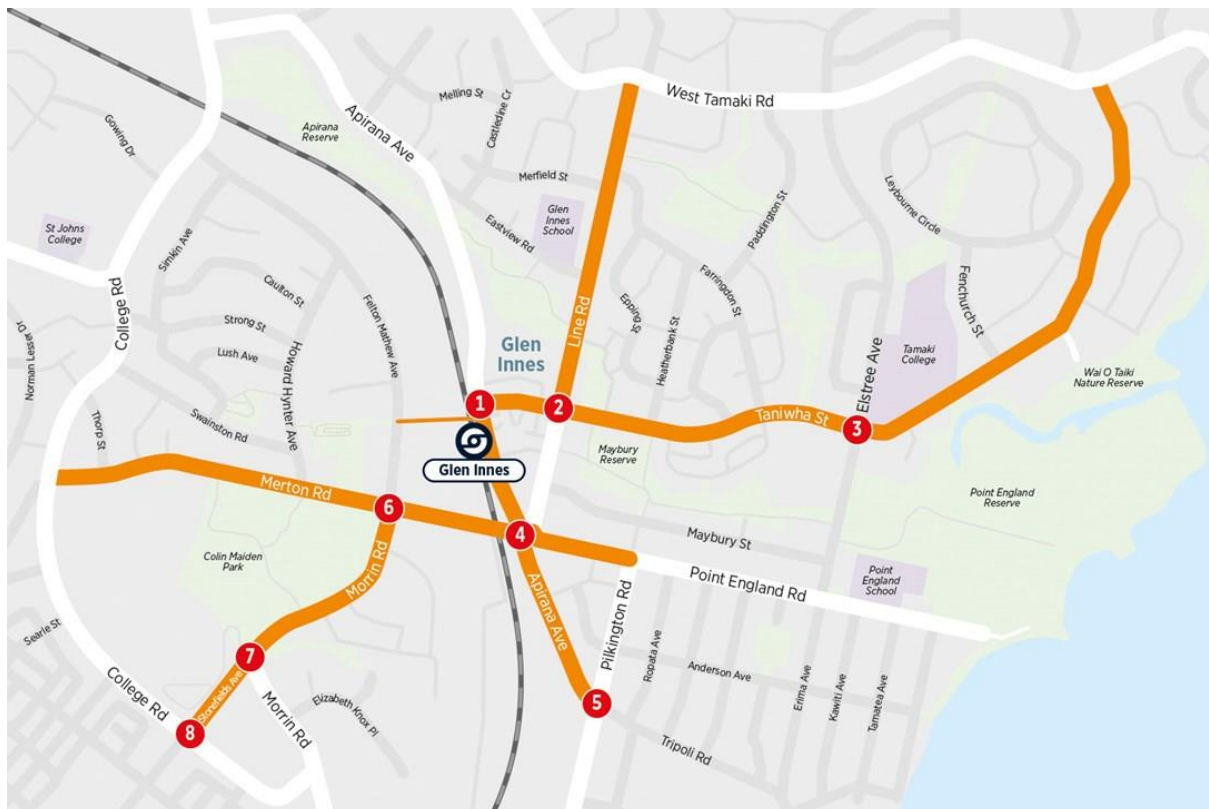 West Tamaki Rd
Melling St
Castledine Cr
Apirana Ave
Gowing Dr
Apirana
Reserve
Merfield St
Paddington St
Leybourne Circle
Glen
Innes
School
St Johns
College
Simkin Ave
Eastview Rd
Farringdon St
Fenchurch St
College Rd
Caulton St
Felton Mathew Ave
Epping St
Line Rd
Strong St
Glen
Innes
Heatherbank St
Elstree Ave
Tamaki
College
Norman Lesser Dr
Lush Ave
Howard Hynter Ave
Wai O Taiki
Nature Reserve
1
2
Taniwha St
3
Thorp St
Swainston Rd
Glen Innes
Maybury
Reserve
Merton Rd
Point England
Reserve
6
4
Maybury St
Colin Maiden
Park
Morrin Rd
Apirana Ave
Point England Rd
Point
England
School
Pilkington Rd
Searle St
Ropata Ave
7
Anderson Ave
Erima Ave
Kawiti Ave
Tamatea Ave
College Rd
Stonefields Ave
Morrin Rd
Elizabeth Knox Pl
5
8
Tripoli Rd